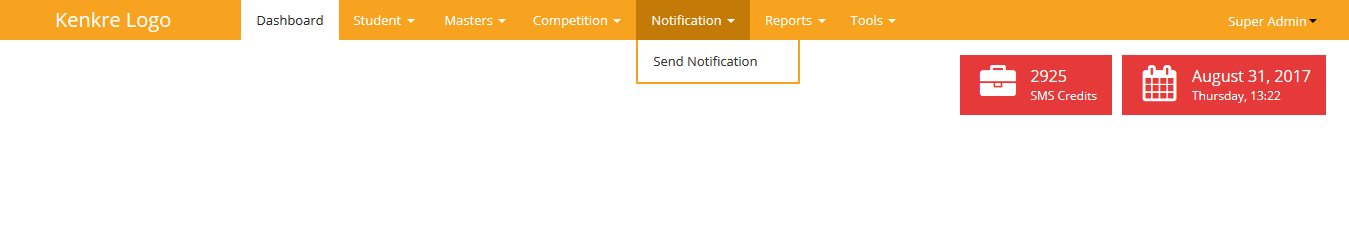 Kenkre Logo Dashboard Student Masters Competition Notification Reports Tools Super Admin
Send Notification
2925
SMS Credits
August 31, 2017
Thursday, 13:22